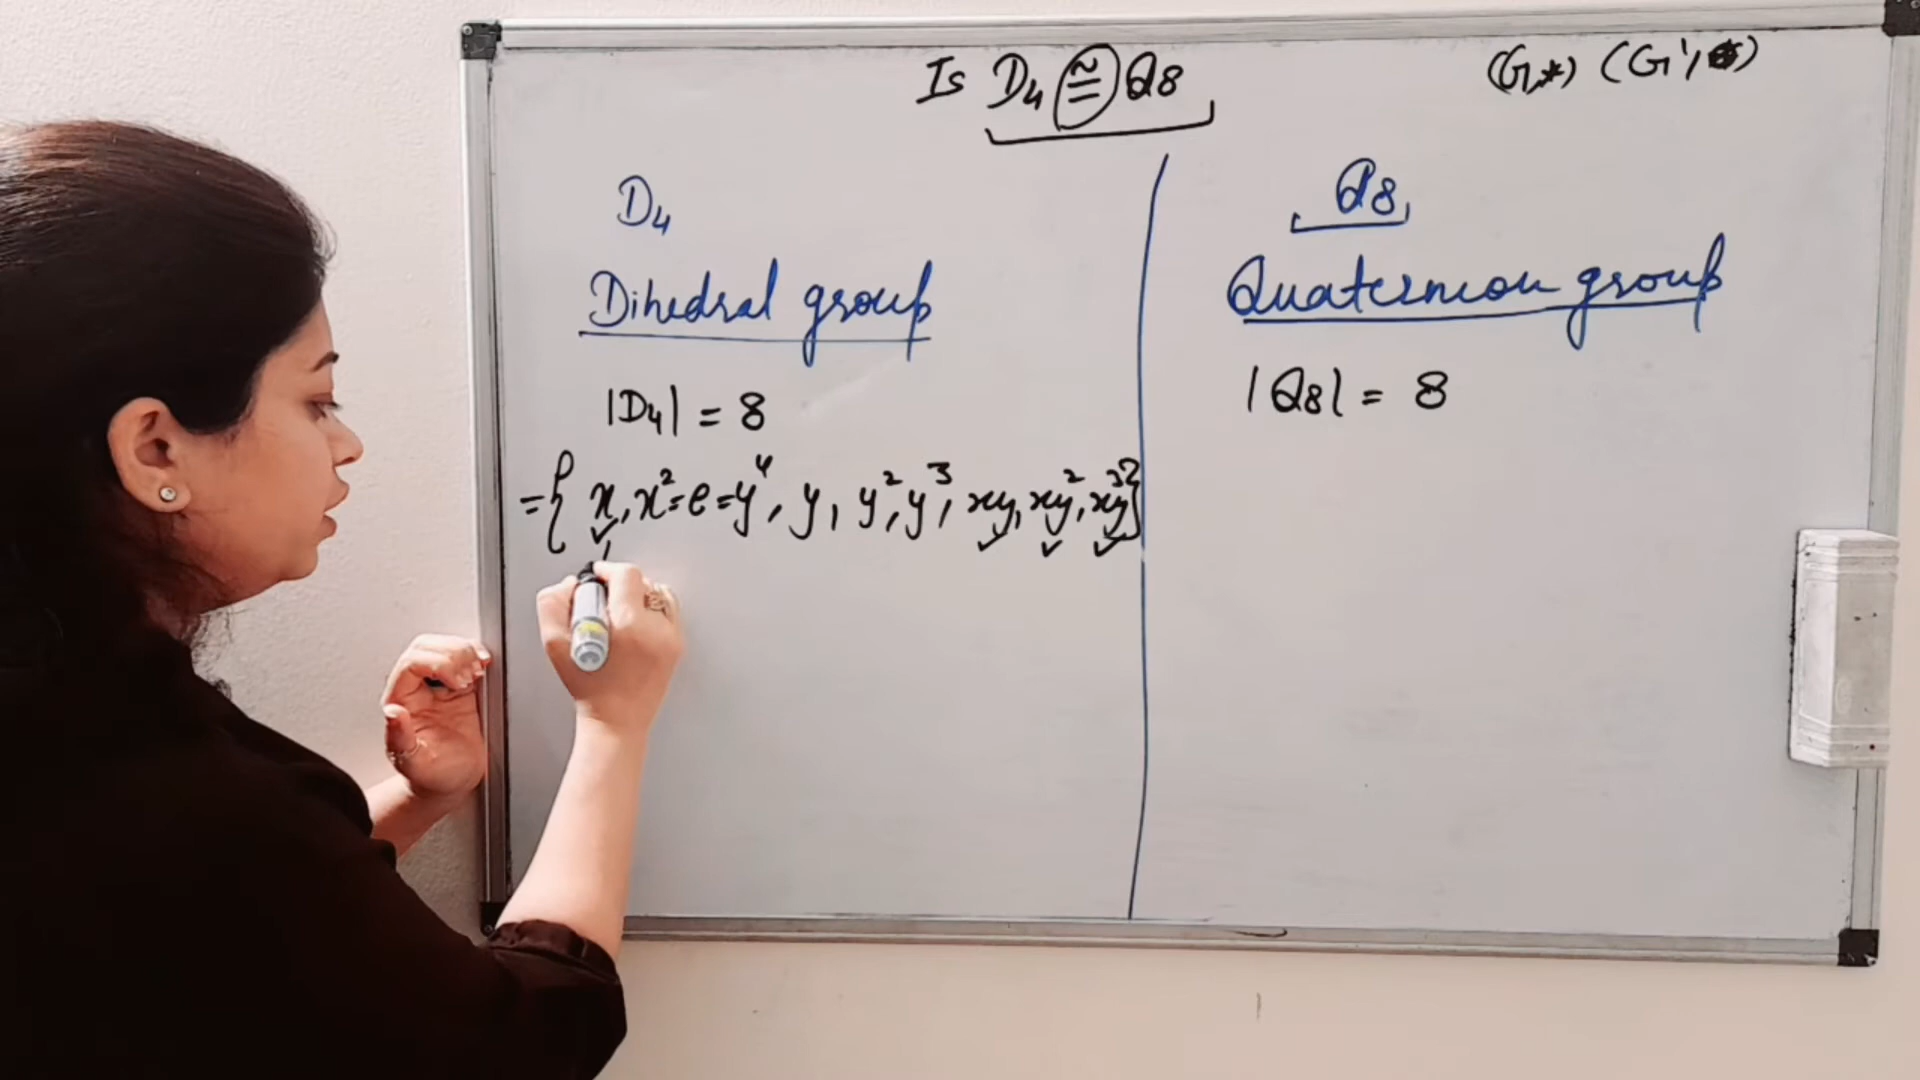 Is D₄ ≅ Q8
(G,*) (G',*)
D₄
Dihedral group
|D₄| = 8
={ x, x²=e=y⁴, y, y², y³, xy, xy², xy³}
Q8
Quaternion group
|Q8| = 8